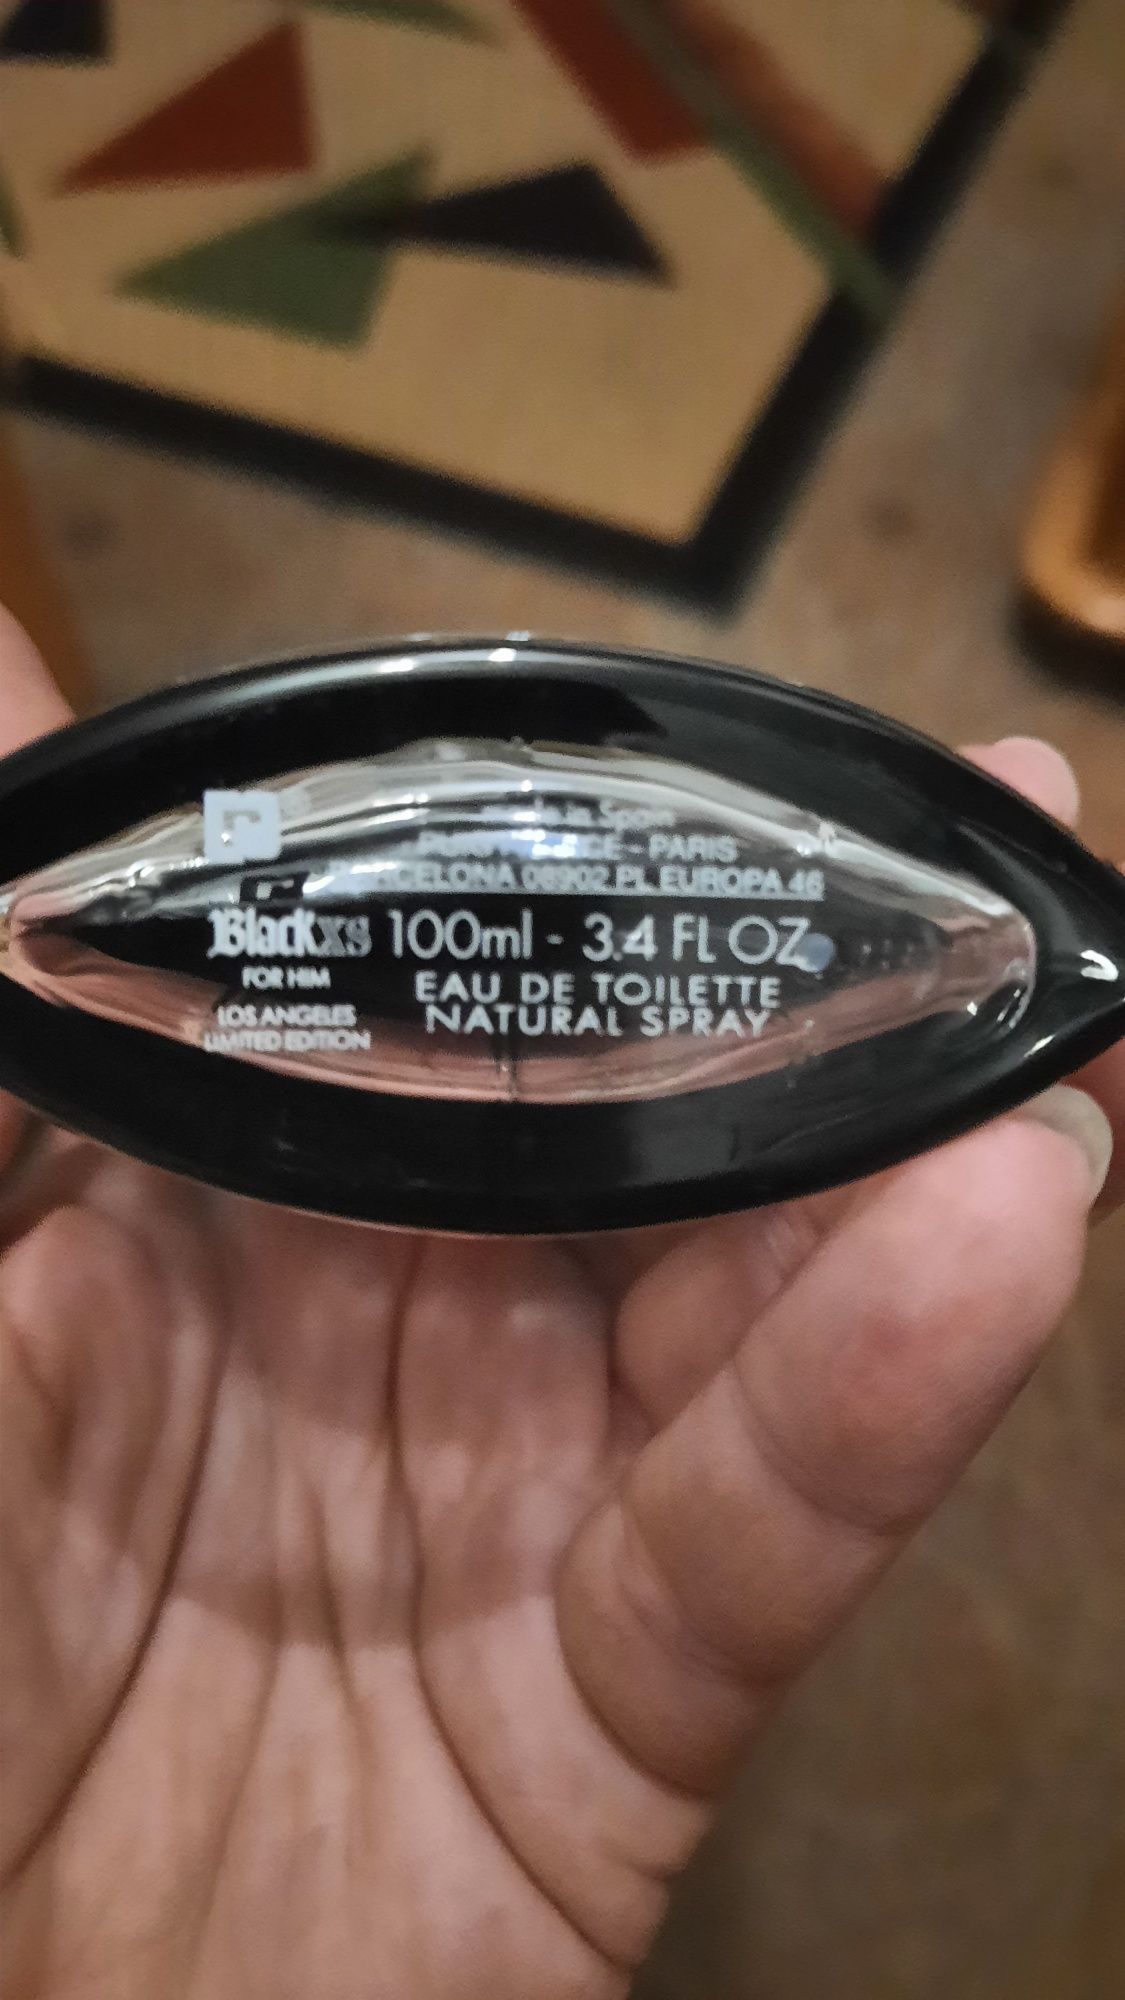 Made in Spain
- PARIS
BARCELONA 08902 PL. EUROPA 46
Blackxs 100ml - 3.4 FL OZ.
FOR HIM
EAU DE TOILETTE
NATURAL SPRAY
LOS ANGELES
LIMITED EDITION